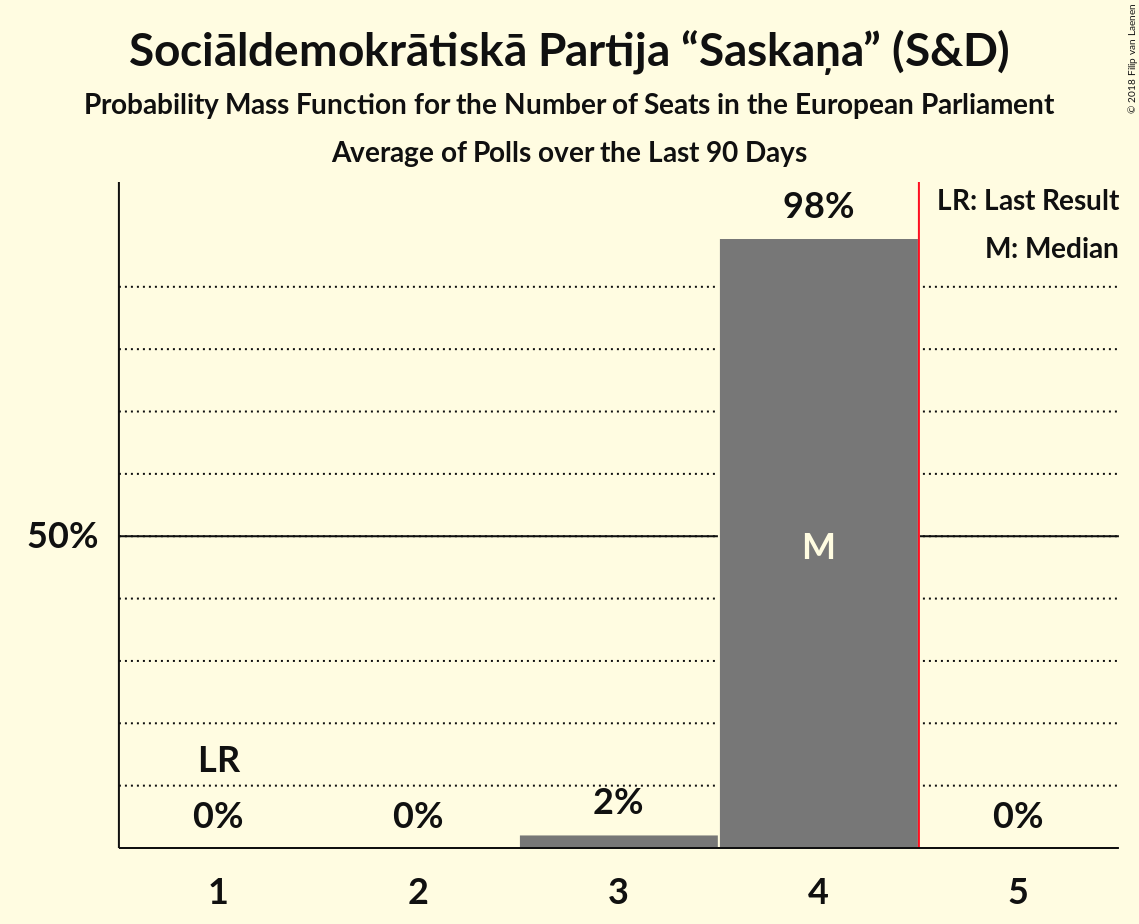 Sociāldemokrātiskā Partija “Saskaņa” (S&D)
Probability Mass Function for the Number of Seats in the European Parliament
Average of Polls over the Last 90 Days
© 2018 Filip van Laenen
LR: Last Result
M: Median
98%
50%
M
LR
0%
0%
2%
0%
1
2
3
4
5